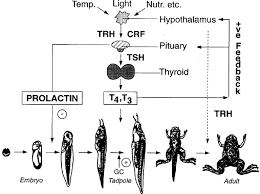 Temp. Light Nutr. etc.
Hypothalamus
TRH CRF
Pituary
TSH
Thyroid
+ve Feedback
PROLACTIN
T4,T3
TRH
GC
Embryo
Tadpole
Adult